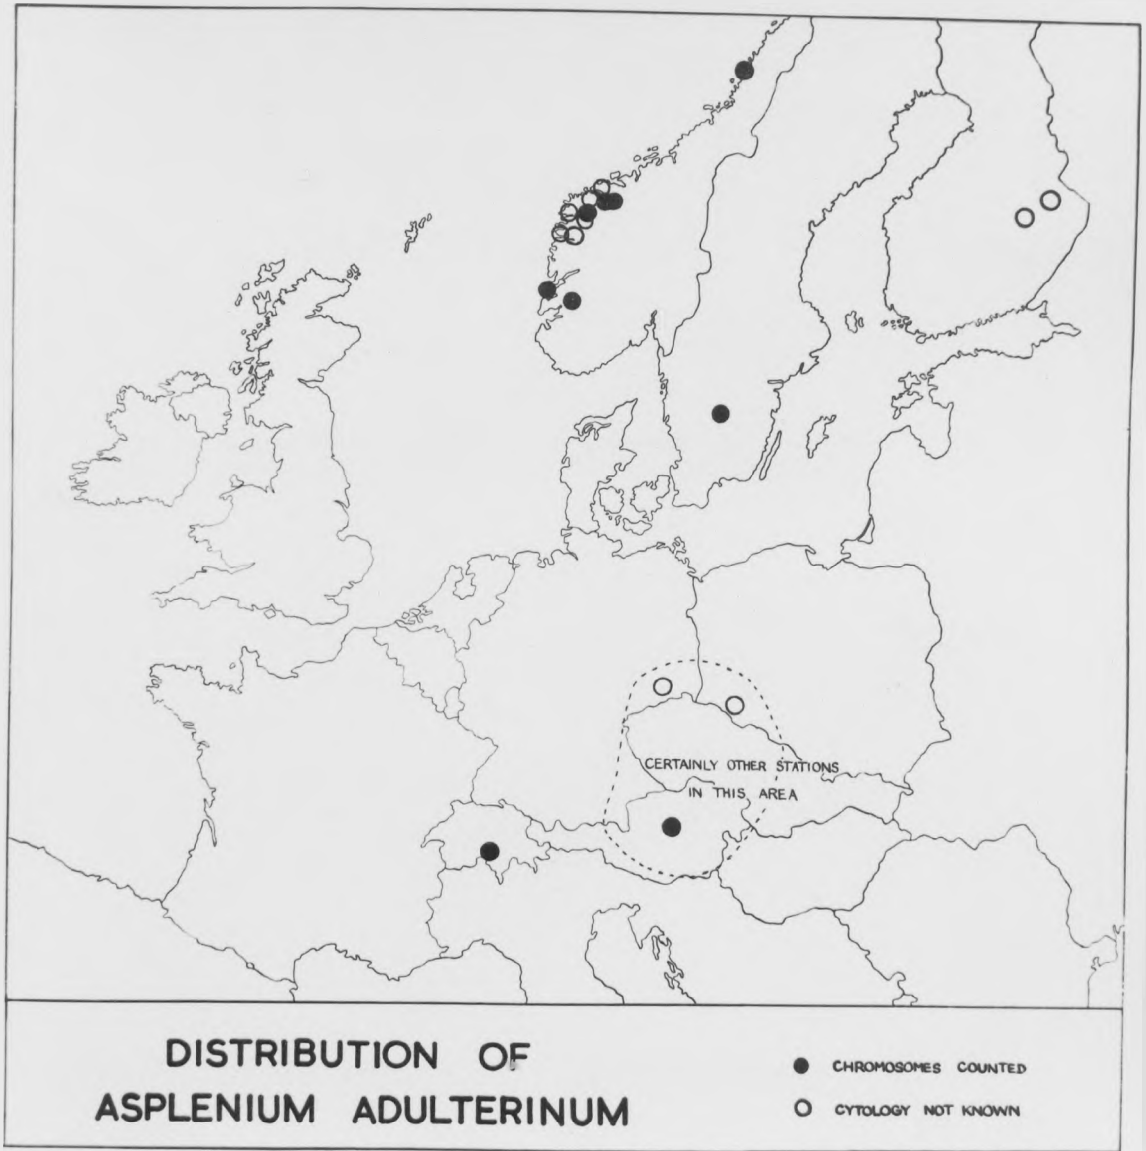 CERTAINLY OTHER STATIONS
IN THIS AREA
DISTRIBUTION OF
ASPLENIUM ADULTERINUM
CHROMOSOMES COUNTED
CYTOLOGY NOT KNOWN